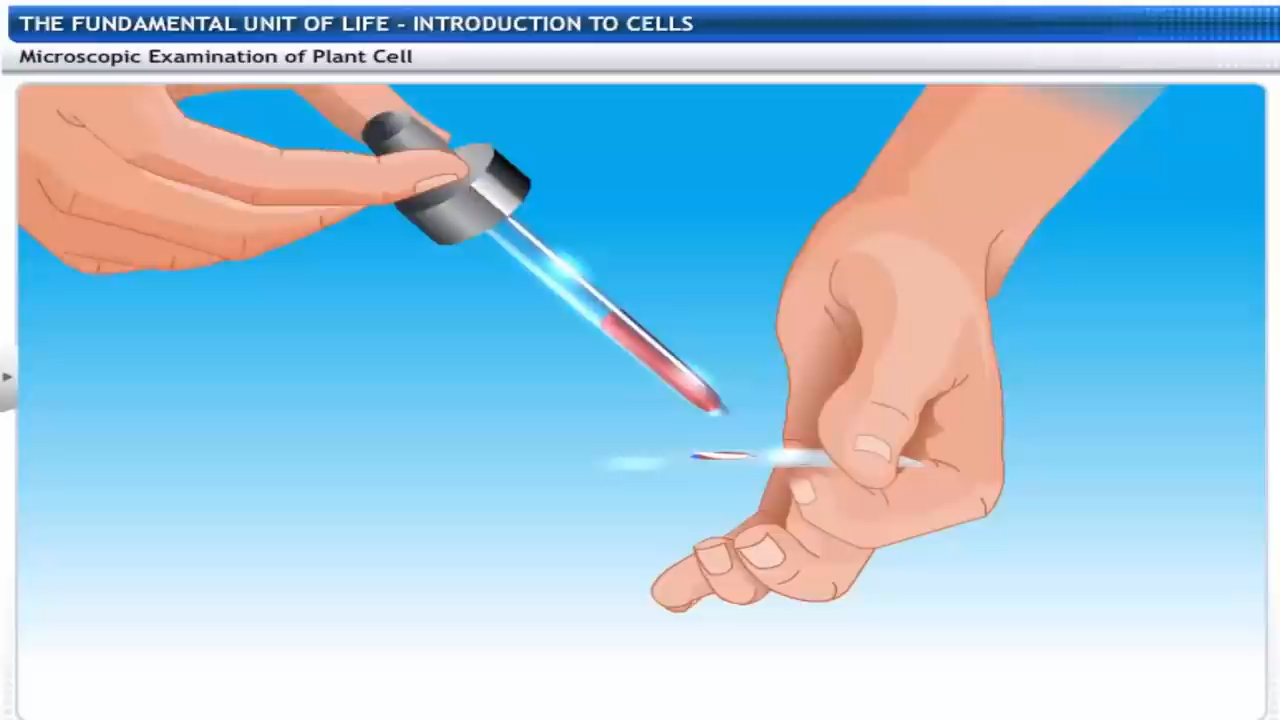 THE FUNDAMENTAL UNIT OF LIFE - INTRODUCTION TO CELLS
Microscopic Examination of Plant Cell